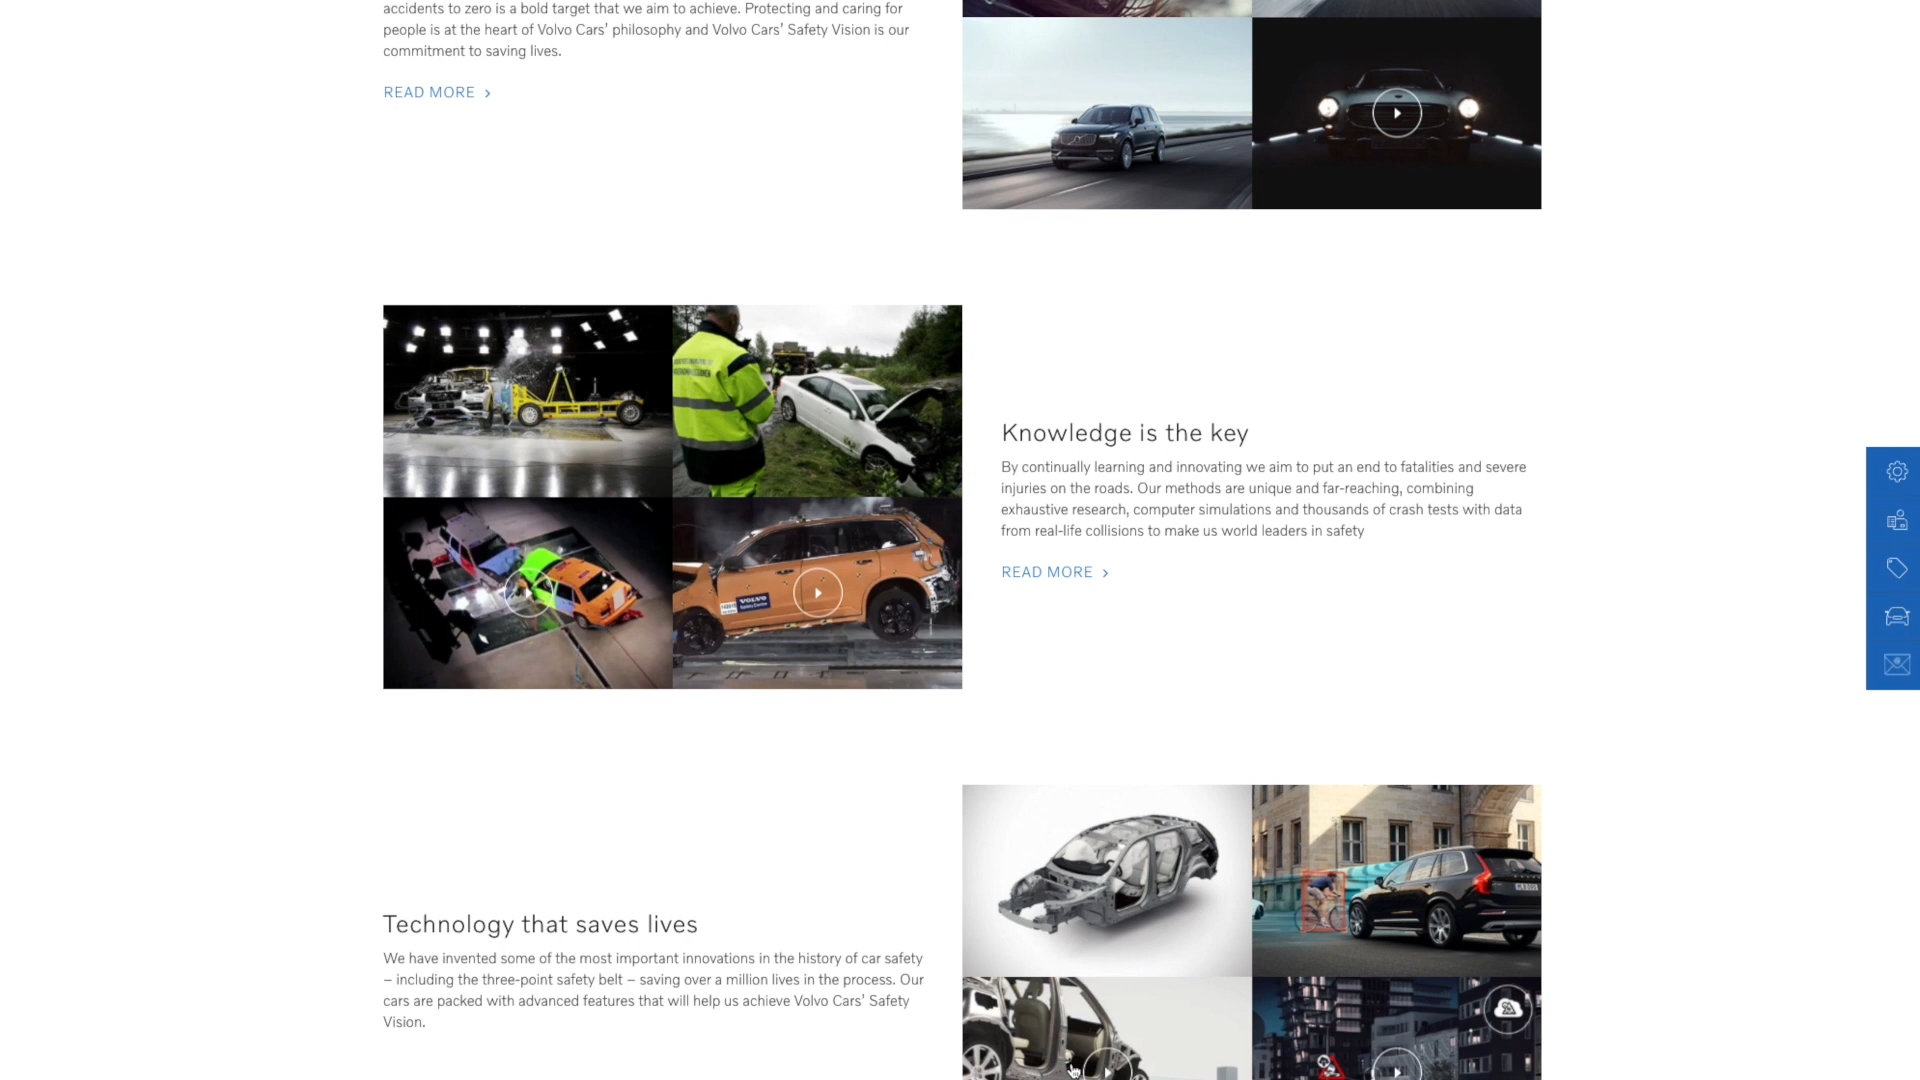 accidents to zero is a bold target that we aim to achieve. Protecting and caring for
people is at the heart of Volvo Cars’ philosophy and Volvo Cars’ Safety Vision is our
commitment to saving lives.
READ MORE
Knowledge is the key
By continually learning and innovating we aim to put an end to fatalities and severe
injuries on the roads. Our methods are unique and far-reaching, combining
exhaustive research, computer simulations and thousands of crash tests with data
from real-life collisions to make us world leaders in safety
READ MORE
VOLVO
Technology that saves lives
We have invented some of the most important innovations in the history of car safety
– including the three-point safety belt – saving over a million lives in the process. Our
cars are packed with advanced features that will help us achieve Volvo Cars’ Safety
Vision.